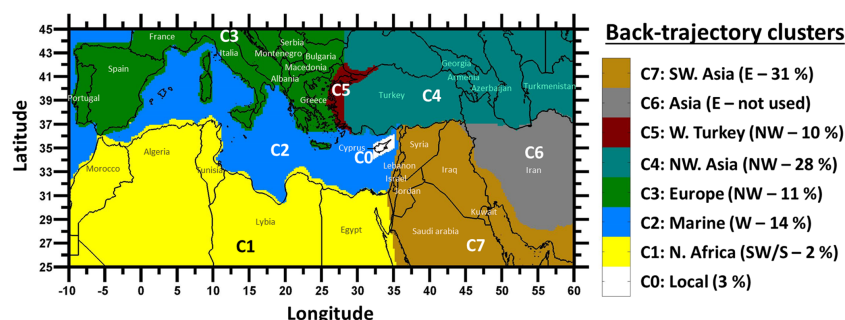 Back-trajectory clusters
C7: SW. Asia (E – 31 %)
C6: Asia (E – not used)
C5: W. Turkey (NW – 10 %)
C4: NW. Asia (NW – 28 %)
C3: Europe (NW – 11 %)
C2: Marine (W – 14 %)
C1: N. Africa (SW/S – 2 %)
C0: Local (3 %)
Latitude
45
43
41
39
37
35
33
31
29
27
25
-10
-5
0
5
10
15
20
25
30
35
40
45
50
55
60
Longitude
France
C3
Italia
Serbia
Spain
Montenegro
Bulgaria
Macedonia
Albania
Portugal
Greece
C5
Turkey
C4
Georgia
Armenia
Azerbaijan
Turkmenistan
Morocco
Algeria
Tunisia
C2
Cyprus
C0
Syria
Lebanon
Israel
Jordan
Iraq
C6
Iran
Kuwait
Lybia
Egypt
Saudi arabia
C1
C7